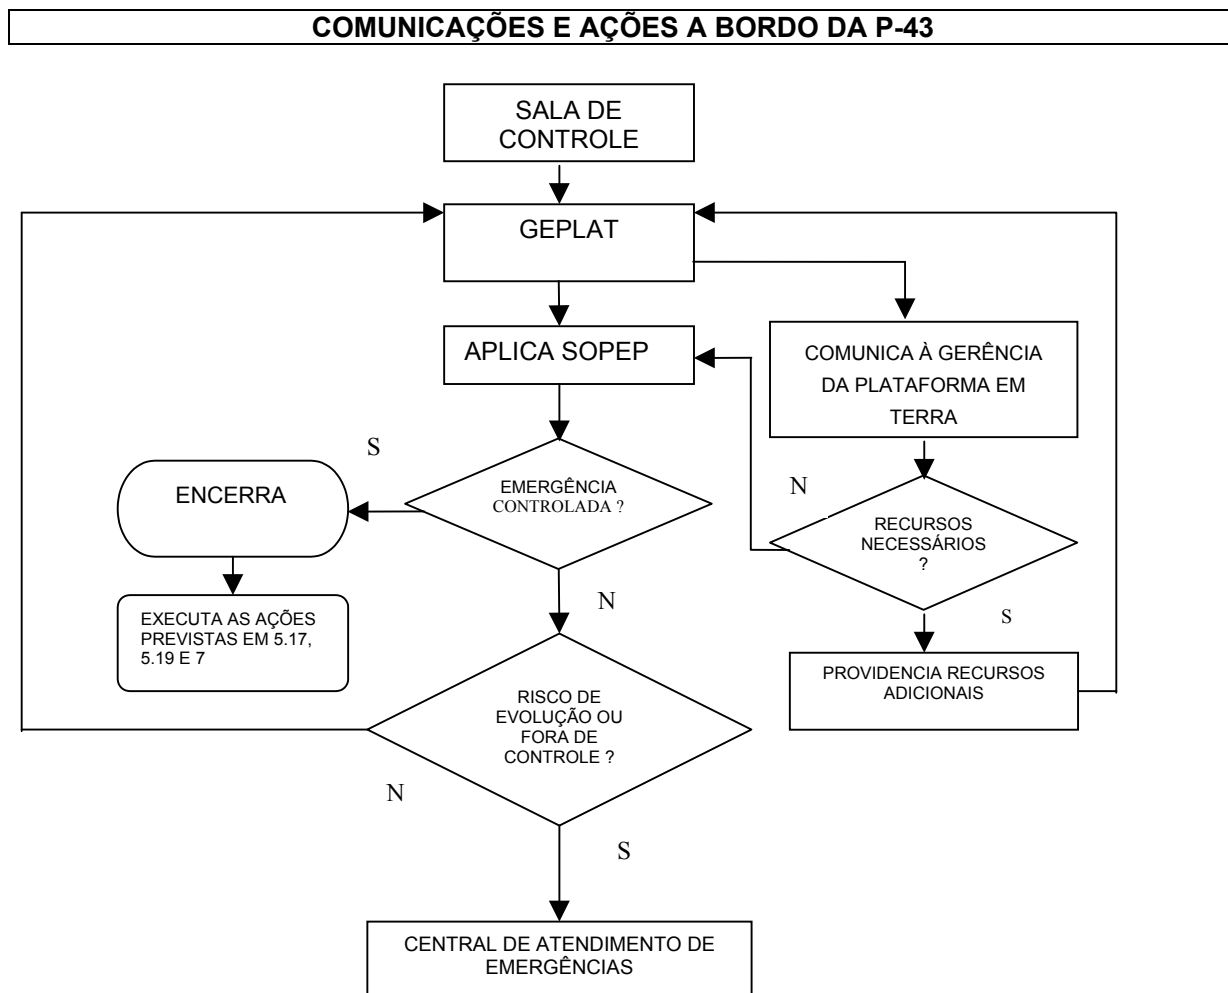 COMUNICAÇÕES E AÇÕES A BORDO DA P-43
SALA DE
CONTROLE
GEPLAT
APLICA SOPEP
COMUNICA À GERÊNCIA
DA PLATAFORMA EM
TERRA
S
ENCERRA
EMERGÊNCIA
CONTROLADA ?
N
RECURSOS
NECESSÁRIOS
?
N
S
EXECUTA AS AÇÕES
PREVISTAS EM 5.17,
5.19 E 7
PROVIDENCIA RECURSOS
ADICIONAIS
RISCO DE
EVOLUÇÃO OU
FORA DE
CONTROLE ?
N
S
CENTRAL DE ATENDIMENTO DE
EMERGÊNCIAS